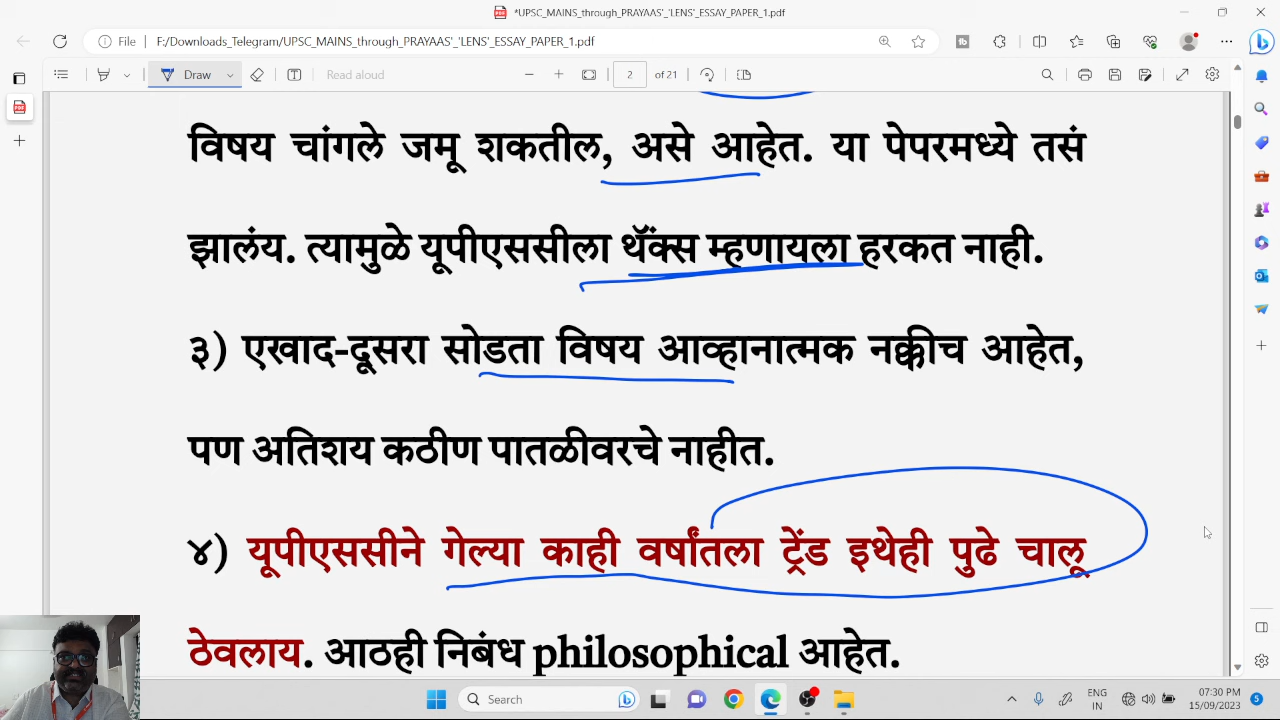 *UPSC_MAINS_through_PRAYAAS'_'LENS'_ESSAY_PAPER_1.pdf
File F:/Downloads_Telegram/UPSC_MAINS_through_PRAYAAS'_'LENS'_ESSAY_PAPER_1.pdf
Draw Read aloud 2 of 21
विषय चांगले जमू शकतील, असे आहेत. या पेपरमध्ये तसं
झालंय. त्यामुळे यूपीएससीला थॅंक्स म्हणायला हरकत नाही.
३) एखाद-दूसरा सोडता विषय आव्हानात्मक नक्कीच आहेत,
पण अतिशय कठीण पातळीवरचे नाहीत.
४) यूपीएससीने गेल्या काही वर्षांतला ट्रेंड इथेही पुढे चालू
ठेवलाय. आठही निबंध philosophical आहेत.
Search ENG 07:30 PM
IN 15/09/2023 5